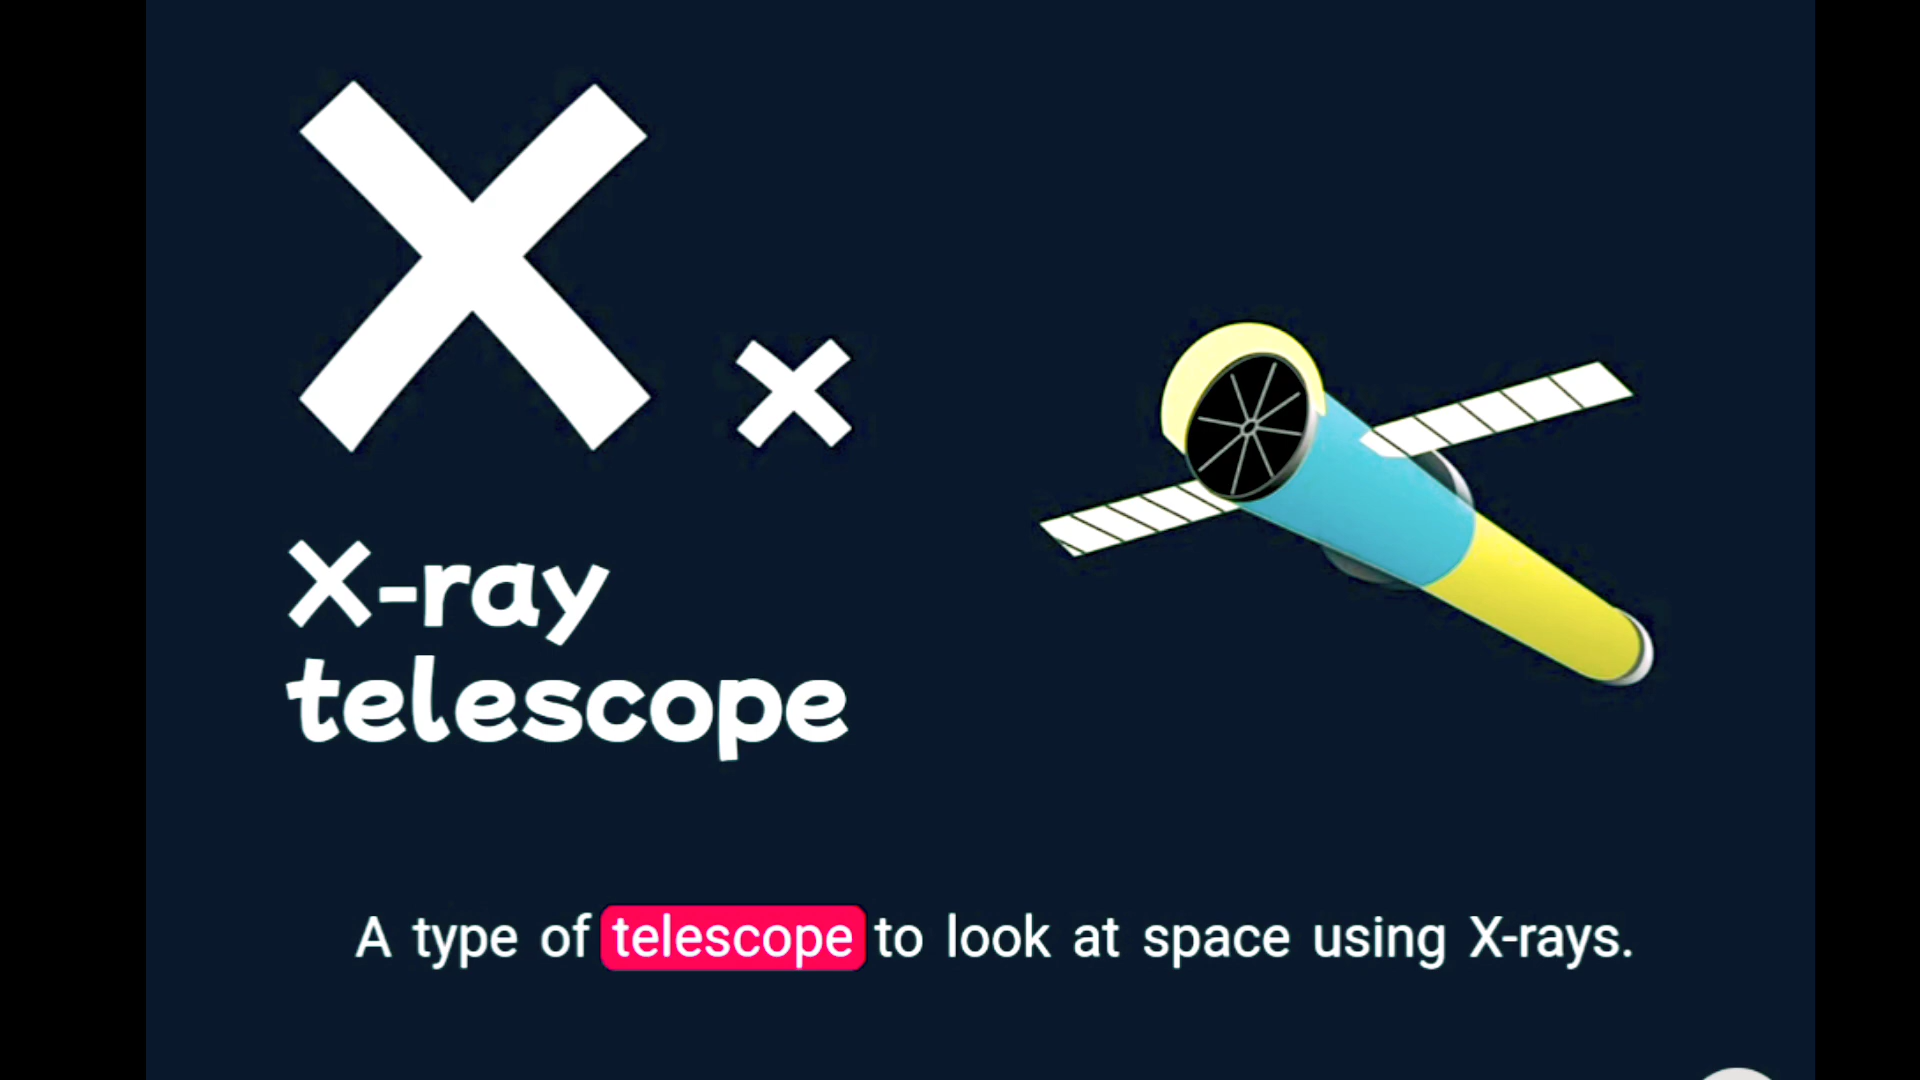 X x
X-ray
telescope
A type of telescope to look at space using X-rays.